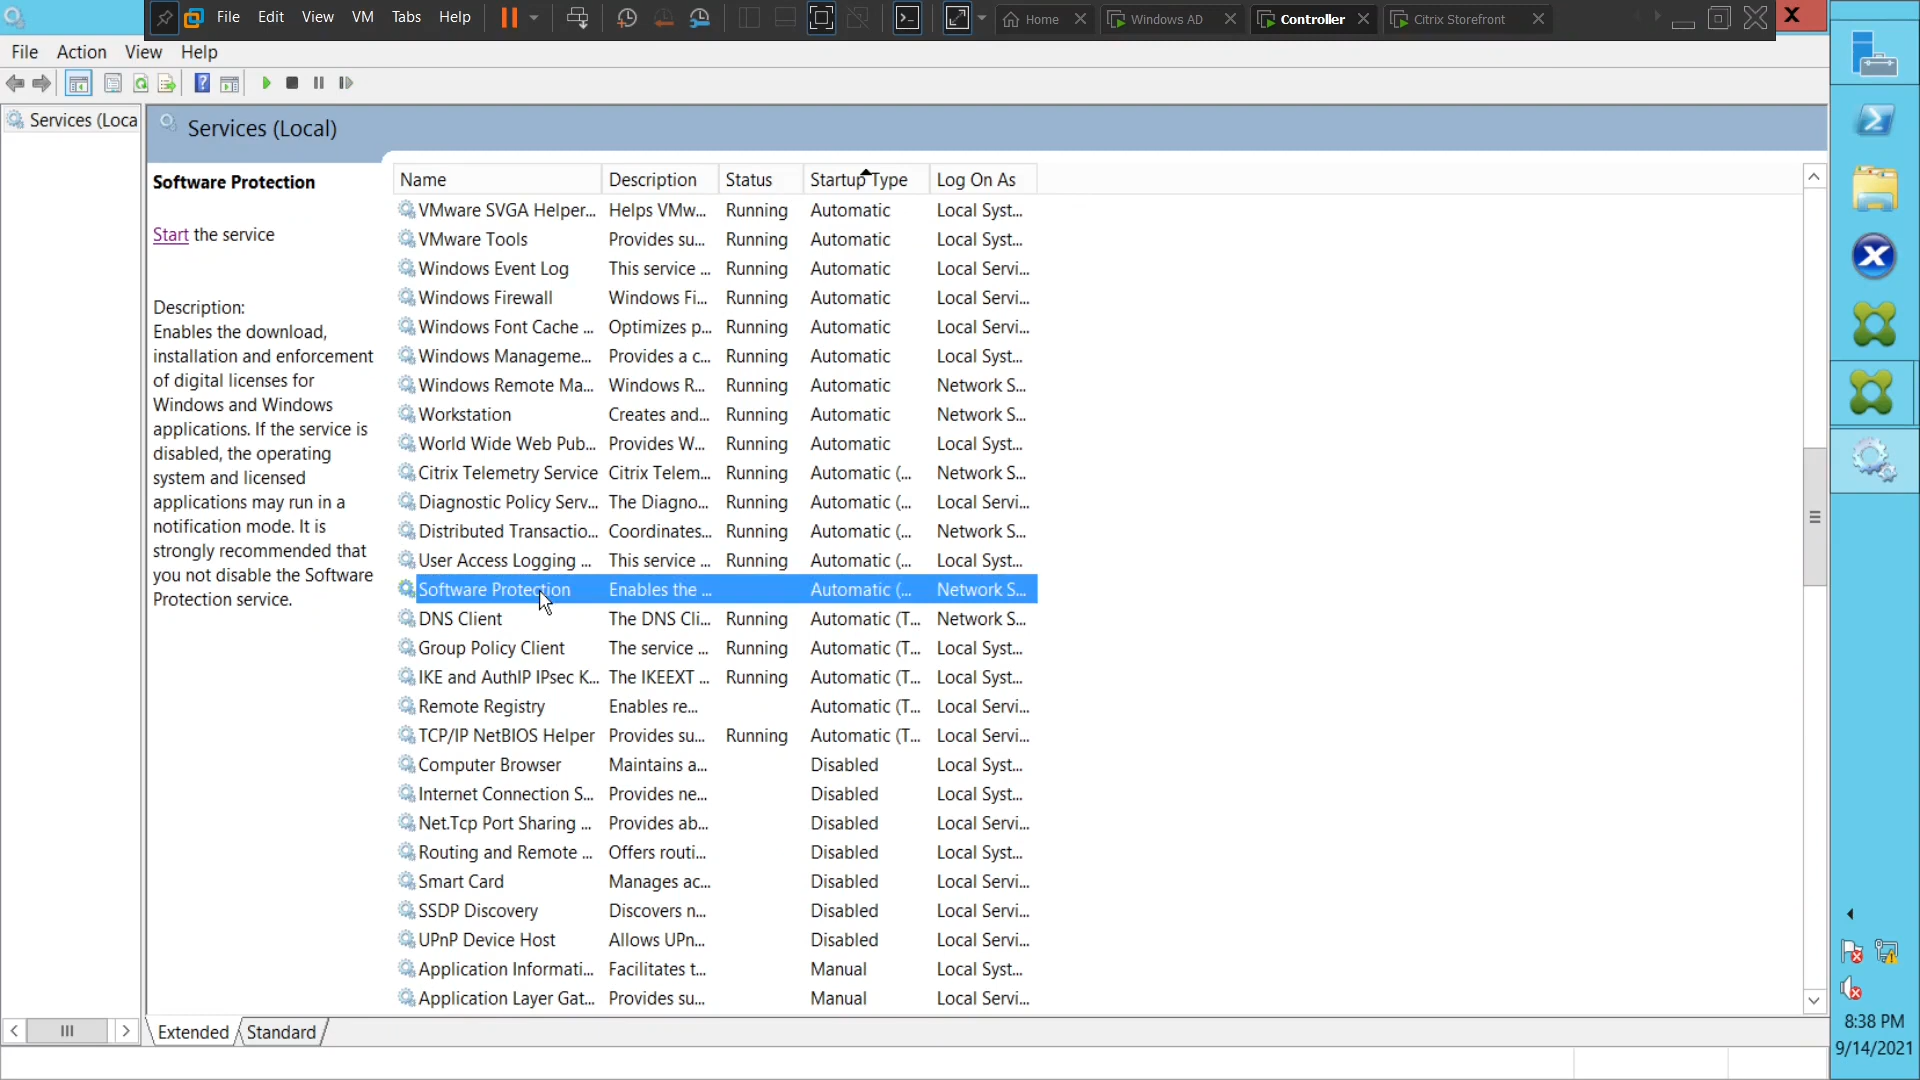 File Edit View VM Tabs Help Home Windows AD Controller Citrix Storefront X
File Action View Help
Services (Loca
Services (Local)
Software Protection
Start the service
Description:
Enables the download,
installation and enforcement
of digital licenses for
Windows and Windows
applications. If the service is
disabled, the operating
system and licensed
applications may run in a
notification mode. It is
strongly recommended that
you not disable the Software
Protection service.
Name Description Status Startup Type Log On As
VMware SVGA Helper... Helps VMw... Running Automatic Local Syst...
VMware Tools Provides su... Running Automatic Local Syst...
Windows Event Log This service ... Running Automatic Local Servi...
Windows Firewall Windows Fi... Running Automatic Local Servi...
Windows Font Cache ... Optimizes p... Running Automatic Local Servi...
Windows Manageme... Provides a c... Running Automatic Local Syst...
Windows Remote Ma... Windows R... Running Automatic Network S...
Workstation Creates and... Running Automatic Network S...
World Wide Web Pub... Provides W... Running Automatic Local Syst...
Citrix Telemetry Service Citrix Telem... Running Automatic (... Network S...
Diagnostic Policy Serv... The Diagno... Running Automatic (... Local Servi...
Distributed Transactio... Coordinates... Running Automatic (... Network S...
User Access Logging ... This service ... Running Automatic (... Local Syst...
Software Protection Enables the ... Automatic (... Network S...
DNS Client The DNS Cli... Running Automatic (T... Network S...
Group Policy Client The service ... Running Automatic (T... Local Syst...
IKE and AuthIP IPsec K... The IKEEXT ... Running Automatic (T... Local Syst...
Remote Registry Enables re... Automatic (T... Local Servi...
TCP/IP NetBIOS Helper Provides su... Running Automatic (T... Local Servi...
Computer Browser Maintains a... Disabled Local Syst...
Internet Connection S... Provides ne... Disabled Local Syst...
Net.Tcp Port Sharing ... Provides ab... Disabled Local Servi...
Routing and Remote ... Offers routi... Disabled Local Syst...
Smart Card Manages ac... Disabled Local Servi...
SSDP Discovery Discovers n... Disabled Local Servi...
UPnP Device Host Allows UPn... Disabled Local Servi...
Application Informati... Facilitates t... Manual Local Syst...
Application Layer Gat... Provides su... Manual Local Servi...
Extended Standard
8:38 PM
9/14/2021